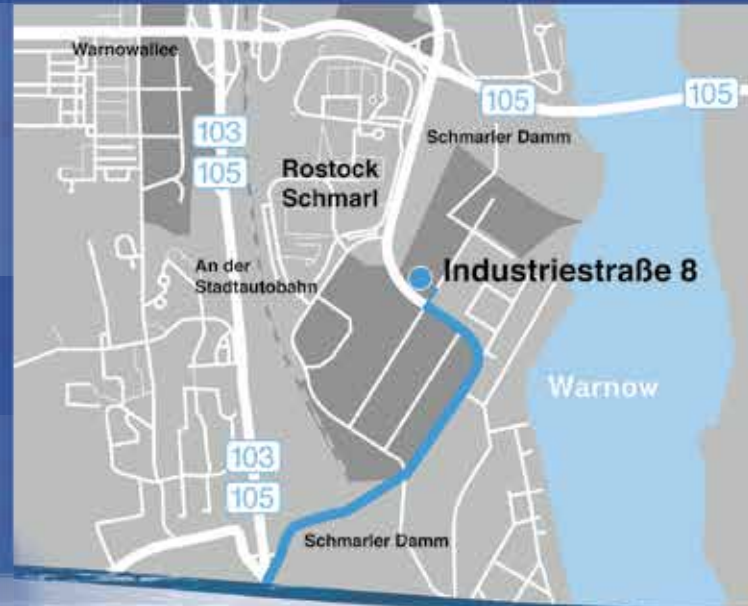 Warnowallee
105
105
103
105
Schmarler Damm
Rostock
Schmarl
An der
Stadtautobahn
Industriestraße 8
Warnow
103
105
Schmarler Damm